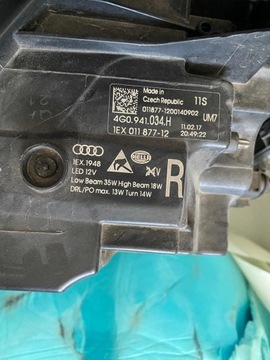 Made in
Czech Republic
11S
011877-1200140902
UM7
4G0.941.034.H
11.02.17
1EX 011 877-12
20:49:22
1EX.1948
HELLA
LED 12V
Low Beam 35W High Beam 18W
DRL/PO max. 13W Turn 14W
R